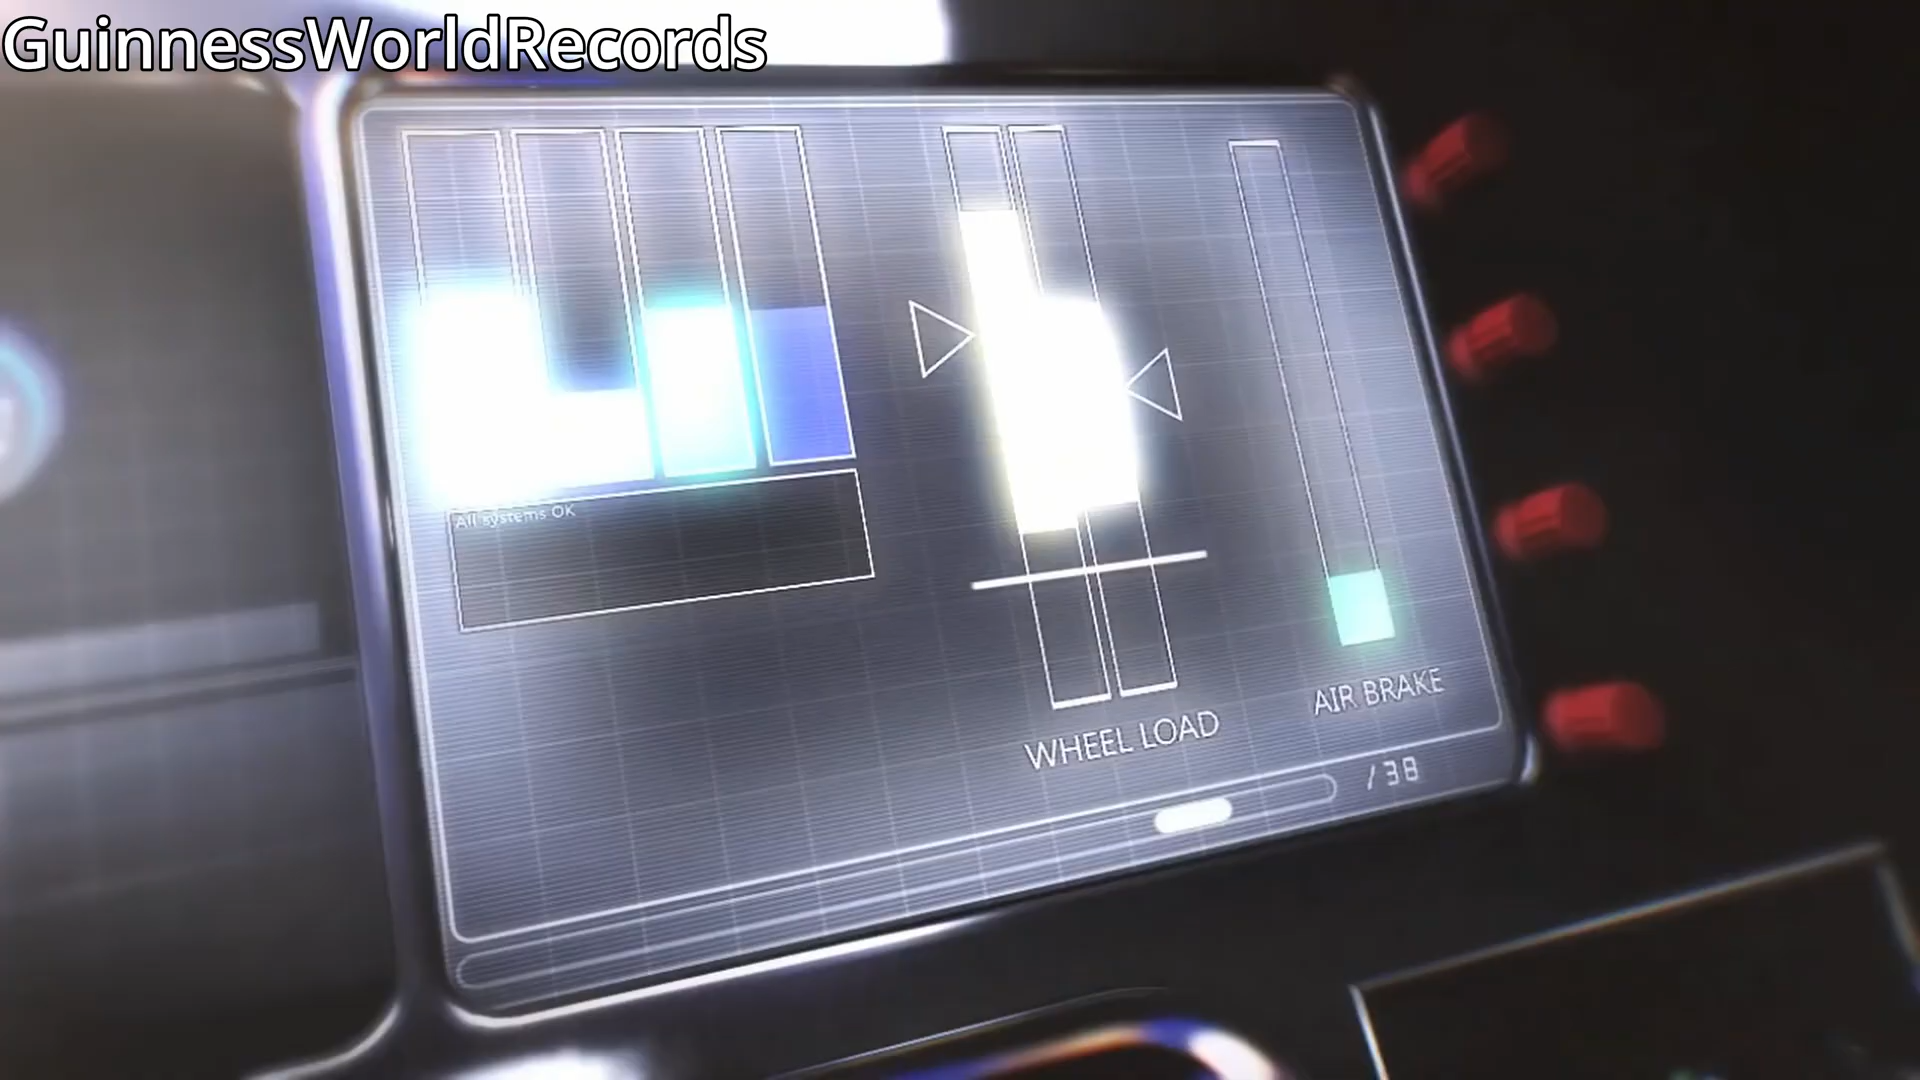 GuinnessWorldRecords
All systems OK
WHEEL LOAD
AIR BRAKE
/38